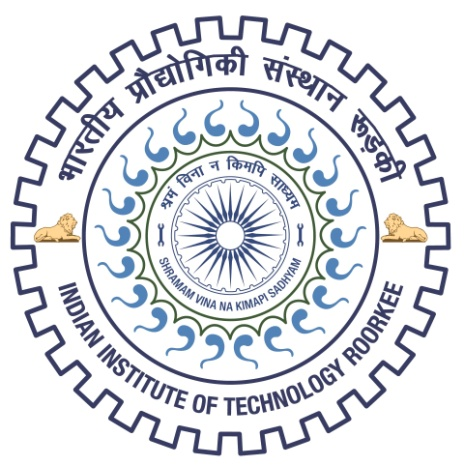 भारतीय प्रौद्योगिकी संस्थान रूड़की
श्रमं विना न किमपि साध्यम्
SHRAMAM VINA NA KIMAPI SADHYAM
INDIAN INSTITUTE OF TECHNOLOGY ROORKEE